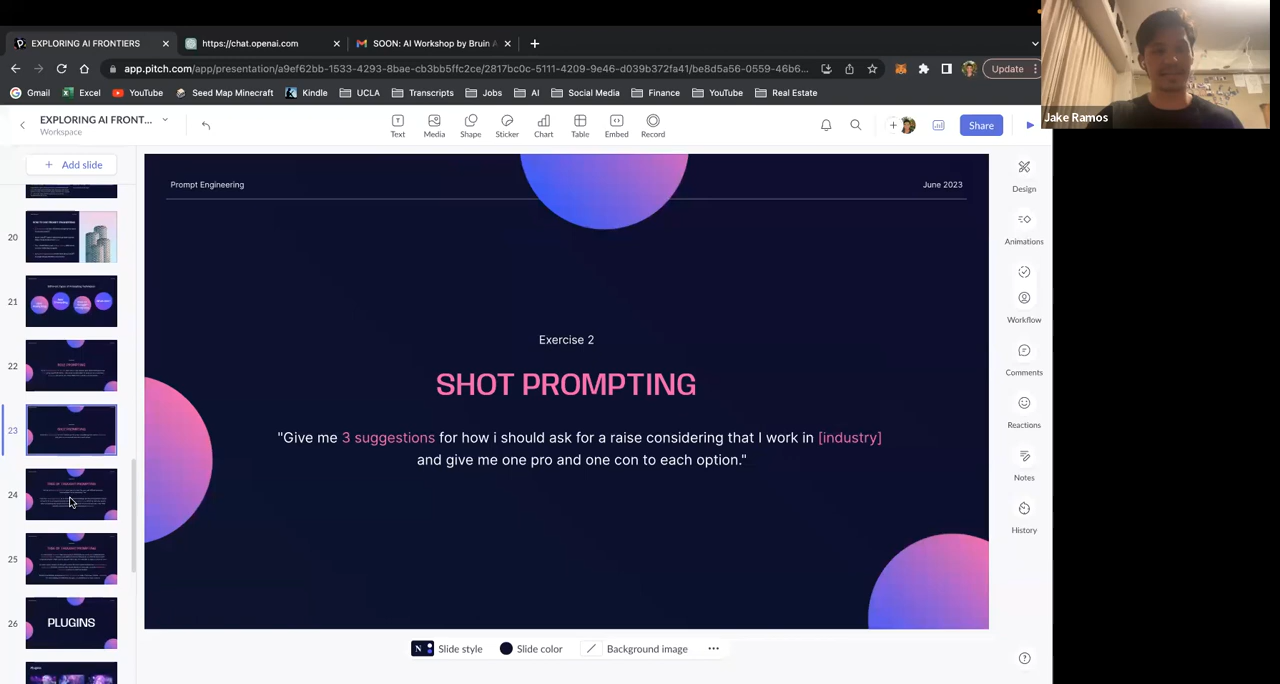 EXPLORING AI FRONTIERS
https://chat.openai.com
SOON: AI Workshop by Bruin A
app.pitch.com/app/presentation/a9ef62bb-1533-4293-8bae-cb3bb5ffc2ce/2817bc0c-5111-4209-9e46-d039b372fa41/be8d5a56-0559-46b6...
Update
Gmail
Excel
YouTube
Seed Map Minecraft
Kindle
UCLA
Transcripts
Jobs
AI
Social Media
Finance
YouTube
Real Estate
Jake Ramos
EXPLORING AI FRONT...
Workspace
Text
Media
Shape
Sticker
Chart
Table
Embed
Record
Share
Add slide
20
21
22
23
24
25
26
PLUGINS
Plugins
Prompt Engineering
June 2023
Exercise 2
SHOT PROMPTING
"Give me 3 suggestions for how i should ask for a raise considering that I work in [industry]
and give me one pro and one con to each option."
Design
Animations
Workflow
Comments
Reactions
Notes
History
N
Slide style
Slide color
Background image